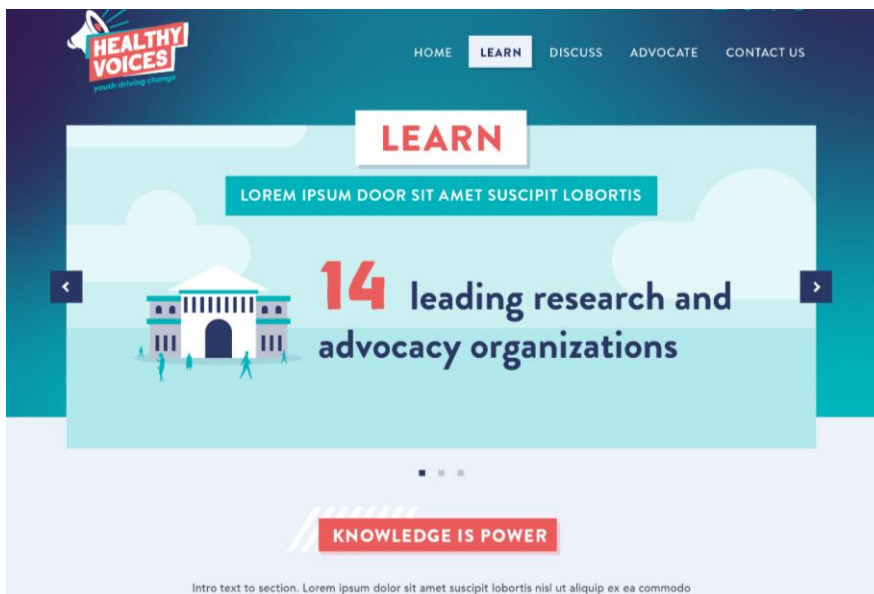 HEALTHY
VOICES
youth driving change
HOME LEARN DISCUSS ADVOCATE CONTACT US
LEARN
LOREM IPSUM DOOR SIT AMET SUSCIPIT LOBORTIS
14 leading research and
advocacy organizations
KNOWLEDGE IS POWER
Intro text to section. Lorem ipsum dolor sit amet suscipit lobortis nisl ut aliquip ex ea commodo